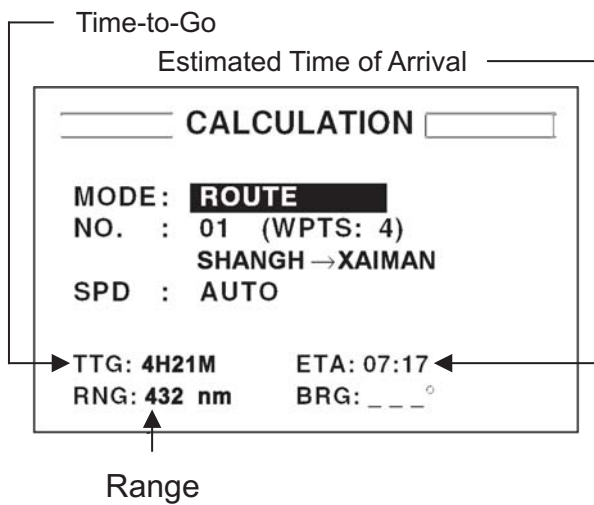 Time-to-Go
Estimated Time of Arrival
CALCULATION
MODE: ROUTE
NO. : 01 (WPTS: 4)
SHANGH→XAIMAN
SPD : AUTO
TTG: 4H21M ETA: 07:17
RNG: 432 nm BRG: _ _ _°
Range